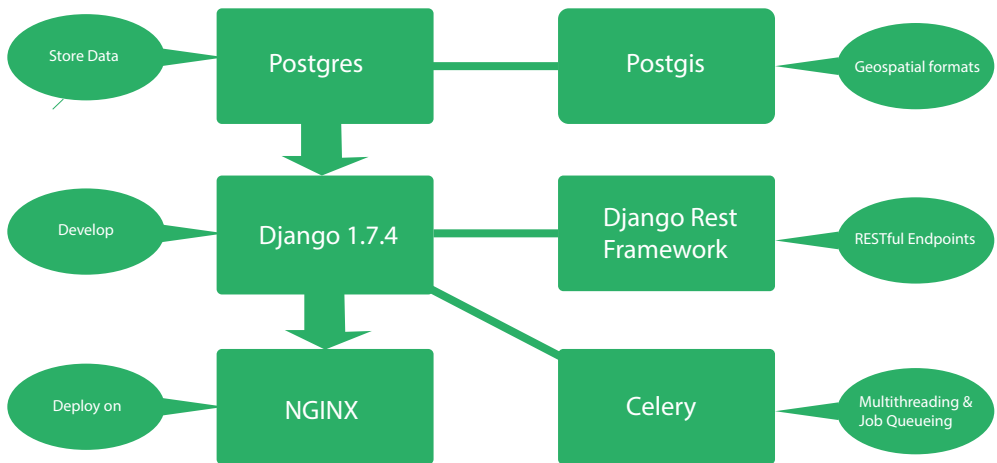 Store Data
Postgres
Postgis
Geospatial formats
Develop
Django 1.7.4
Django Rest
Framework
RESTful Endpoints
Deploy on
NGINX
Celery
Multithreading &
Job Queueing